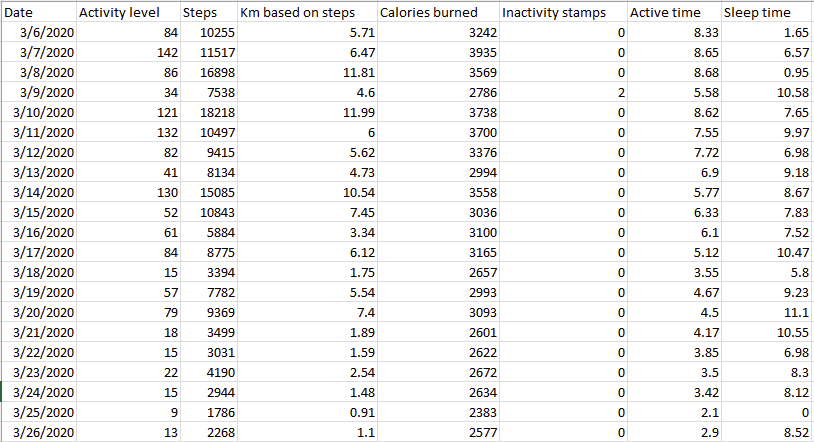 Date Activity level Steps Km based on steps Calories burned Inactivity stamps Active time Sleep time
3/6/2020 84 10255 5.71 3242 0 8.33 1.65
3/7/2020 142 11517 6.47 3935 0 8.65 6.57
3/8/2020 86 16898 11.81 3569 0 8.68 0.95
3/9/2020 34 7538 4.6 2786 2 5.58 10.58
3/10/2020 121 18218 11.99 3738 0 8.62 7.65
3/11/2020 132 10497 6 3700 0 7.55 9.97
3/12/2020 82 9415 5.62 3376 0 7.72 6.98
3/13/2020 41 8134 4.73 2994 0 6.9 9.18
3/14/2020 130 15085 10.54 3558 0 5.77 8.67
3/15/2020 52 10843 7.45 3036 0 6.33 7.83
3/16/2020 61 5884 3.34 3100 0 6.1 7.52
3/17/2020 84 8775 6.12 3165 0 5.12 10.47
3/18/2020 15 3394 1.75 2657 0 3.55 5.8
3/19/2020 57 7782 5.54 2993 0 4.67 9.23
3/20/2020 79 9369 7.4 3093 0 4.5 11.1
3/21/2020 18 3499 1.89 2601 0 4.17 10.55
3/22/2020 15 3031 1.59 2622 0 3.85 6.98
3/23/2020 22 4190 2.54 2672 0 3.5 8.3
3/24/2020 15 2944 1.48 2634 0 3.42 8.12
3/25/2020 9 1786 0.91 2383 0 2.1 0
3/26/2020 13 2268 1.1 2577 0 2.9 8.52